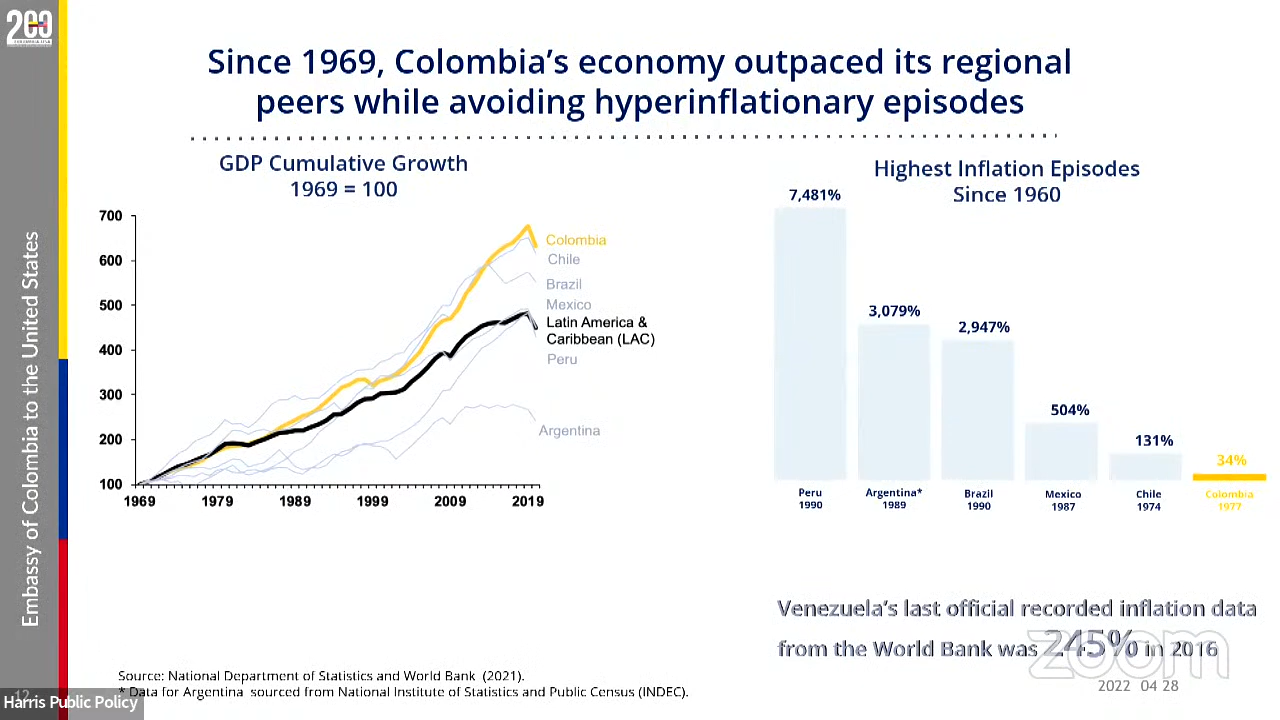 200
Embassy of Colombia to the United States
Since 1969, Colombia's economy outpaced its regional
peers while avoiding hyperinflationary episodes
GDP Cumulative Growth
1969 = 100
700
600
500
400
300
200
100
1969
1979
1989
1999
2009
2019
Colombia
Chile
Brazil
Mexico
Latin America &
Caribbean (LAC)
Peru
Argentina
Highest Inflation Episodes
Since 1960
7,481%
3,079%
2,947%
504%
131%
34%
Peru
1990
Argentina*
1989
Brazil
1990
Mexico
1987
Chile
1974
Colombia
1977
Venezuela's last official recorded inflation data
from the World Bank was 245% in 2016
zoom
2022 04 28
Source: National Department of Statistics and World Bank (2021).
* Data for Argentina sourced from National Institute of Statistics and Public Census (INDEC).
12
Harris Public Policy